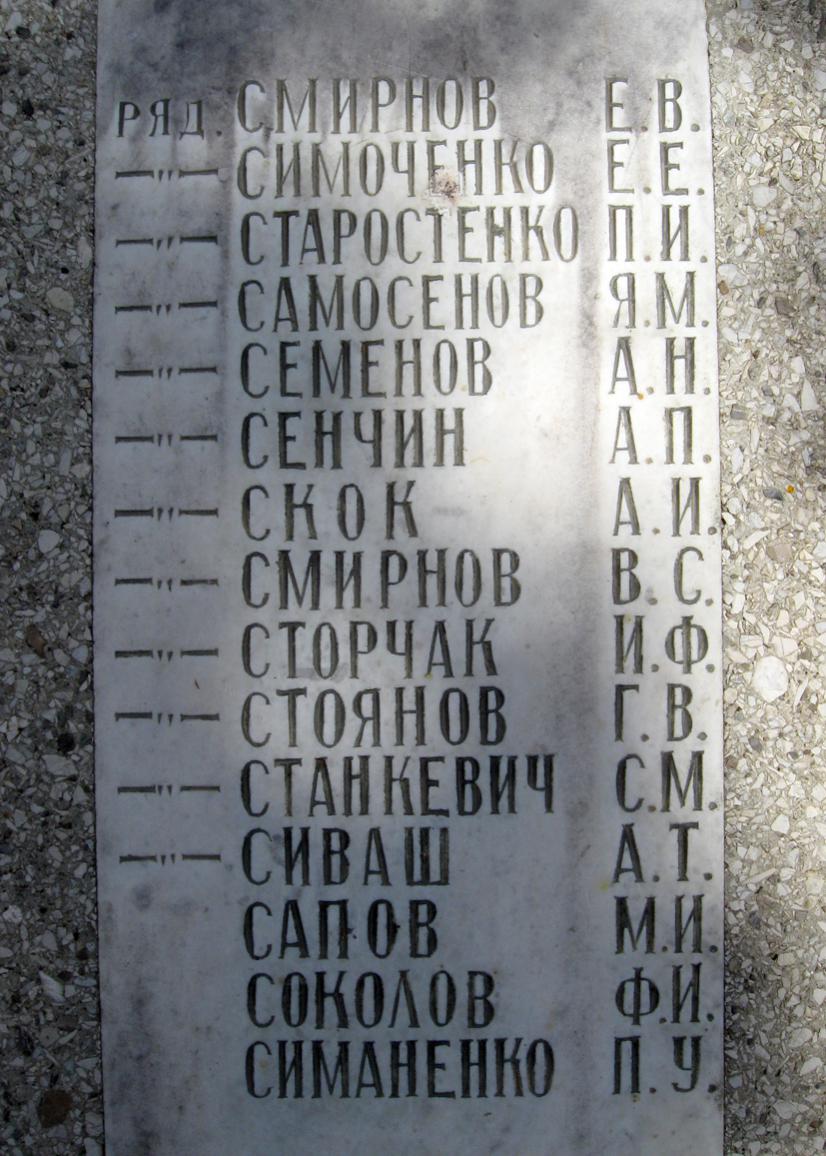 РЯД. СМИРНОВ Е.В.
—"— СИМОЧЕНКО Е.Е.
—"— СТАРОСТЕНКО П.И.
—"— САМОСЕНОВ Я.М.
—"— СЕМЕНОВ А.Н.
—"— СЕНЧИН А.П.
—"— СКОК А.И.
—"— СМИРНОВ В.С.
—"— СТОРЧАК И.Ф.
—"— СТОЯНОВ Г.В.
—"— СТАНКЕВИЧ С.М.
—"— СИВАШ А.Т.
САПОВ М.И.
СОКОЛОВ Ф.И.
СИМАНЕНКО П.У.